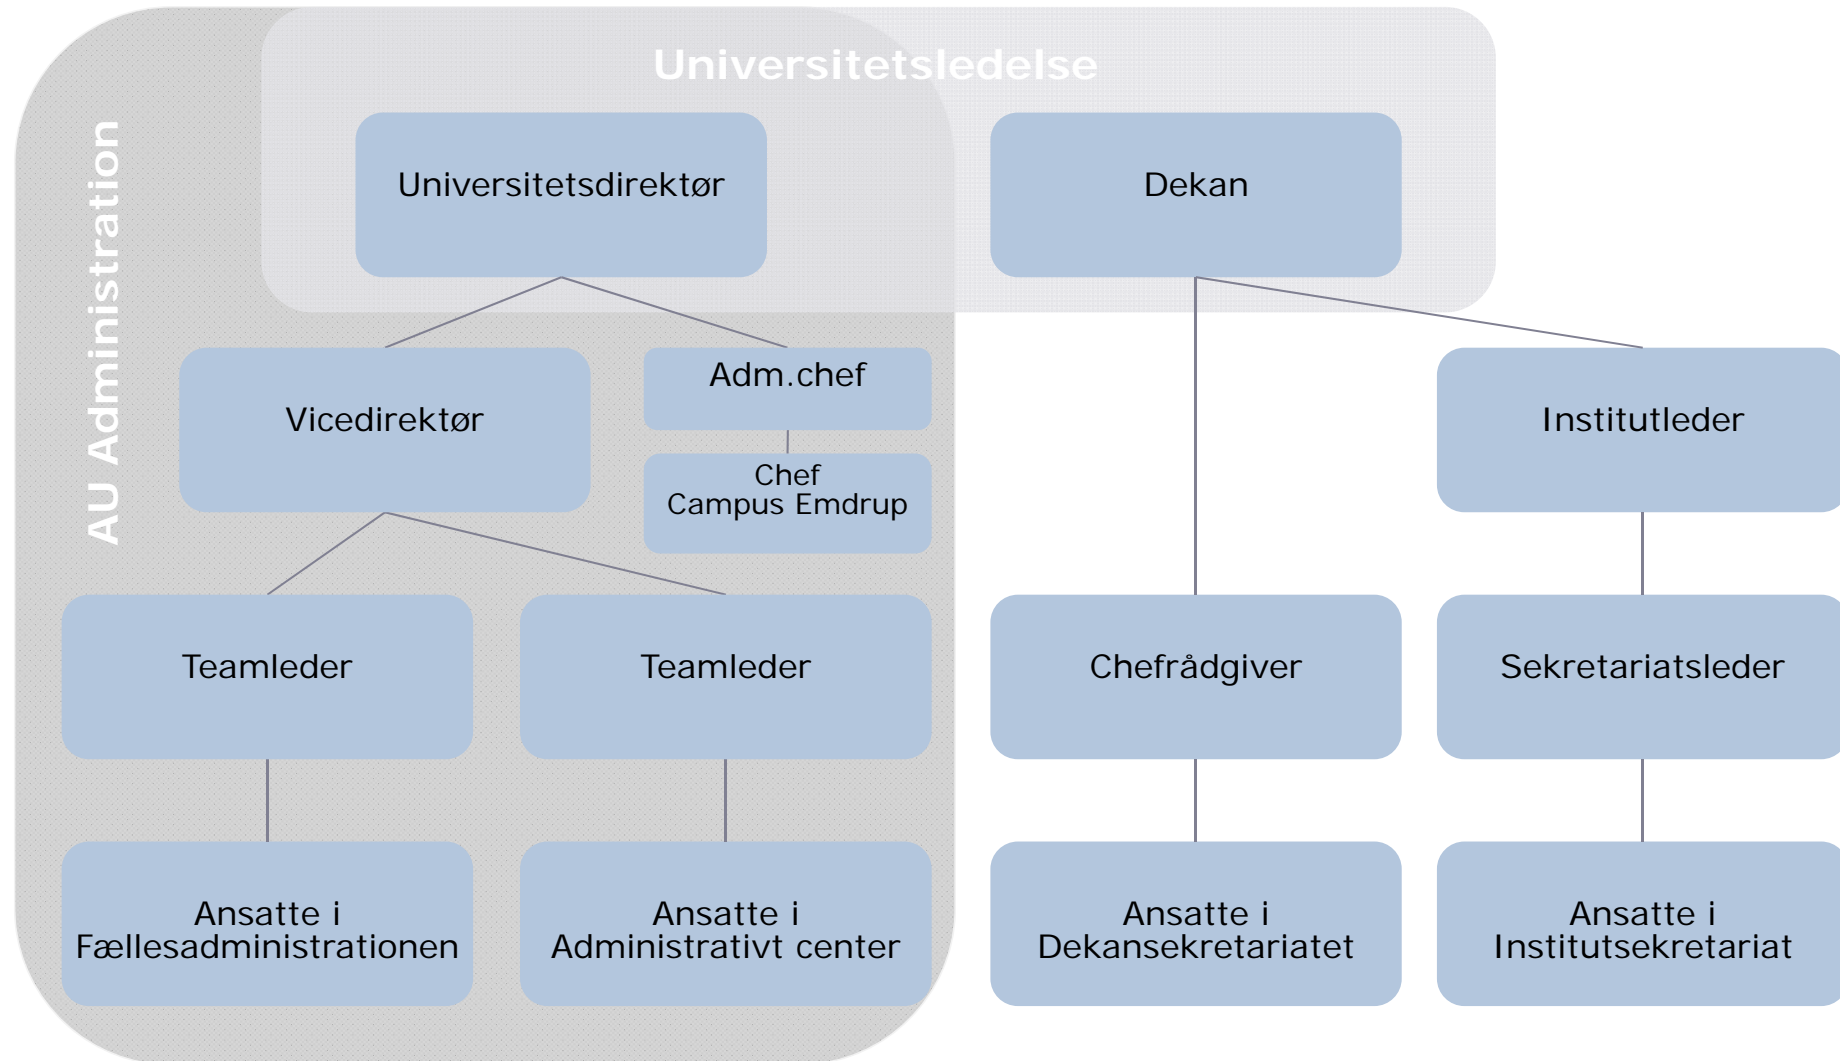 Universitetsledelse
AU Administration
Universitetsdirektør
Dekan
Vicedirektør
Adm.chef
Chef
Campus Emdrup
Institutleder
Teamleder
Teamleder
Chefrådgiver
Sekretariatsleder
Ansatte i
Fællesadministrationen
Ansatte i
Administrativt center
Ansatte i
Dekansekretariatet
Ansatte i
Institutsekretariat